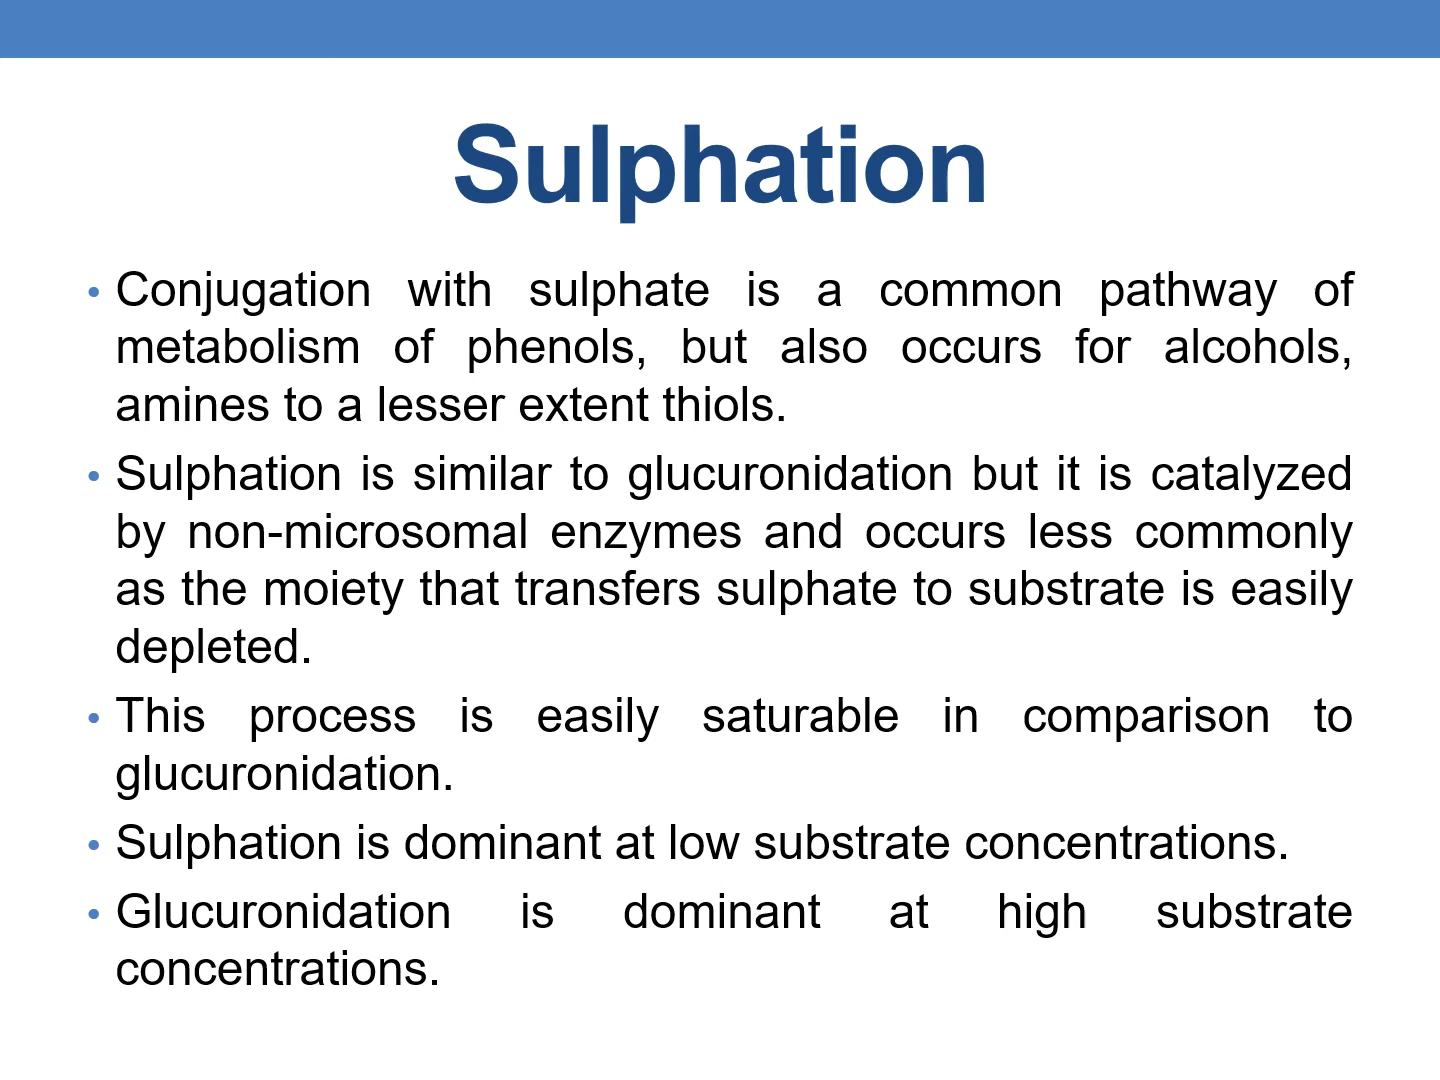 Sulphation
• Conjugation with sulphate is a common pathway of
metabolism of phenols, but also occurs for alcohols,
amines to a lesser extent thiols.
• Sulphation is similar to glucuronidation but it is catalyzed
by non-microsomal enzymes and occurs less commonly
as the moiety that transfers sulphate to substrate is easily
depleted.
• This process is easily saturable in comparison to
glucuronidation.
• Sulphation is dominant at low substrate concentrations.
• Glucuronidation is dominant at high substrate
concentrations.